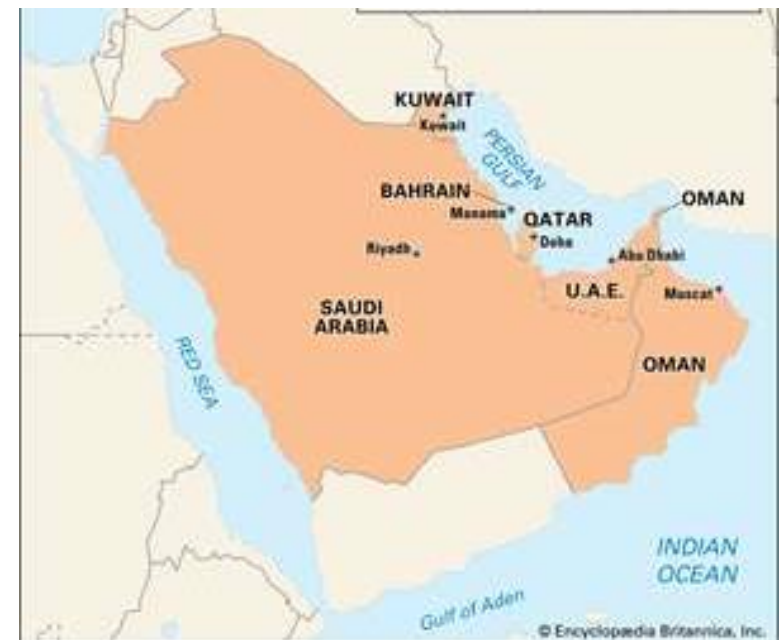 KUWAIT
Kuwait
PERSIAN
GULF
BAHRAIN
Manama
QATAR
Doha
OMAN
Abu Dhabi
Riyadh
U.A.E.
Muscat
SAUDI
ARABIA
OMAN
RED SEA
INDIAN
OCEAN
Gulf of Aden
© Encyclopædia Britannica, Inc.